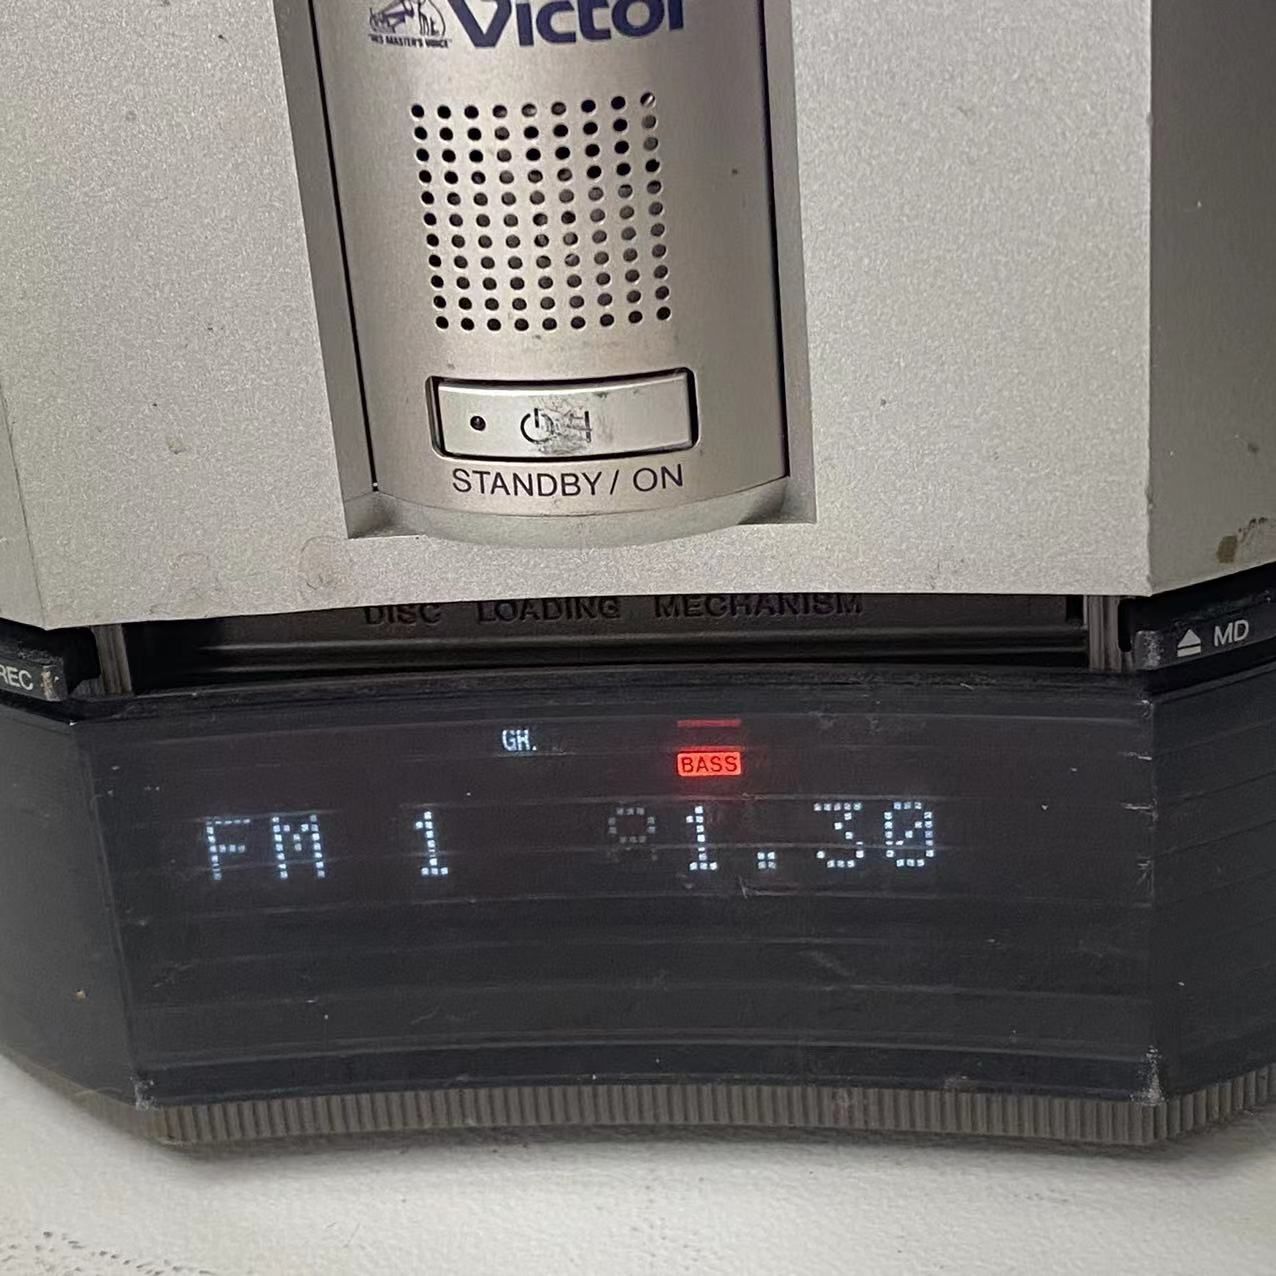 "HIS MASTER'S VOICE"
Victor
STANDBY / ON
DISC LOADING MECHANISM
REC
MD
GR.
BASS
FM 1 91.30